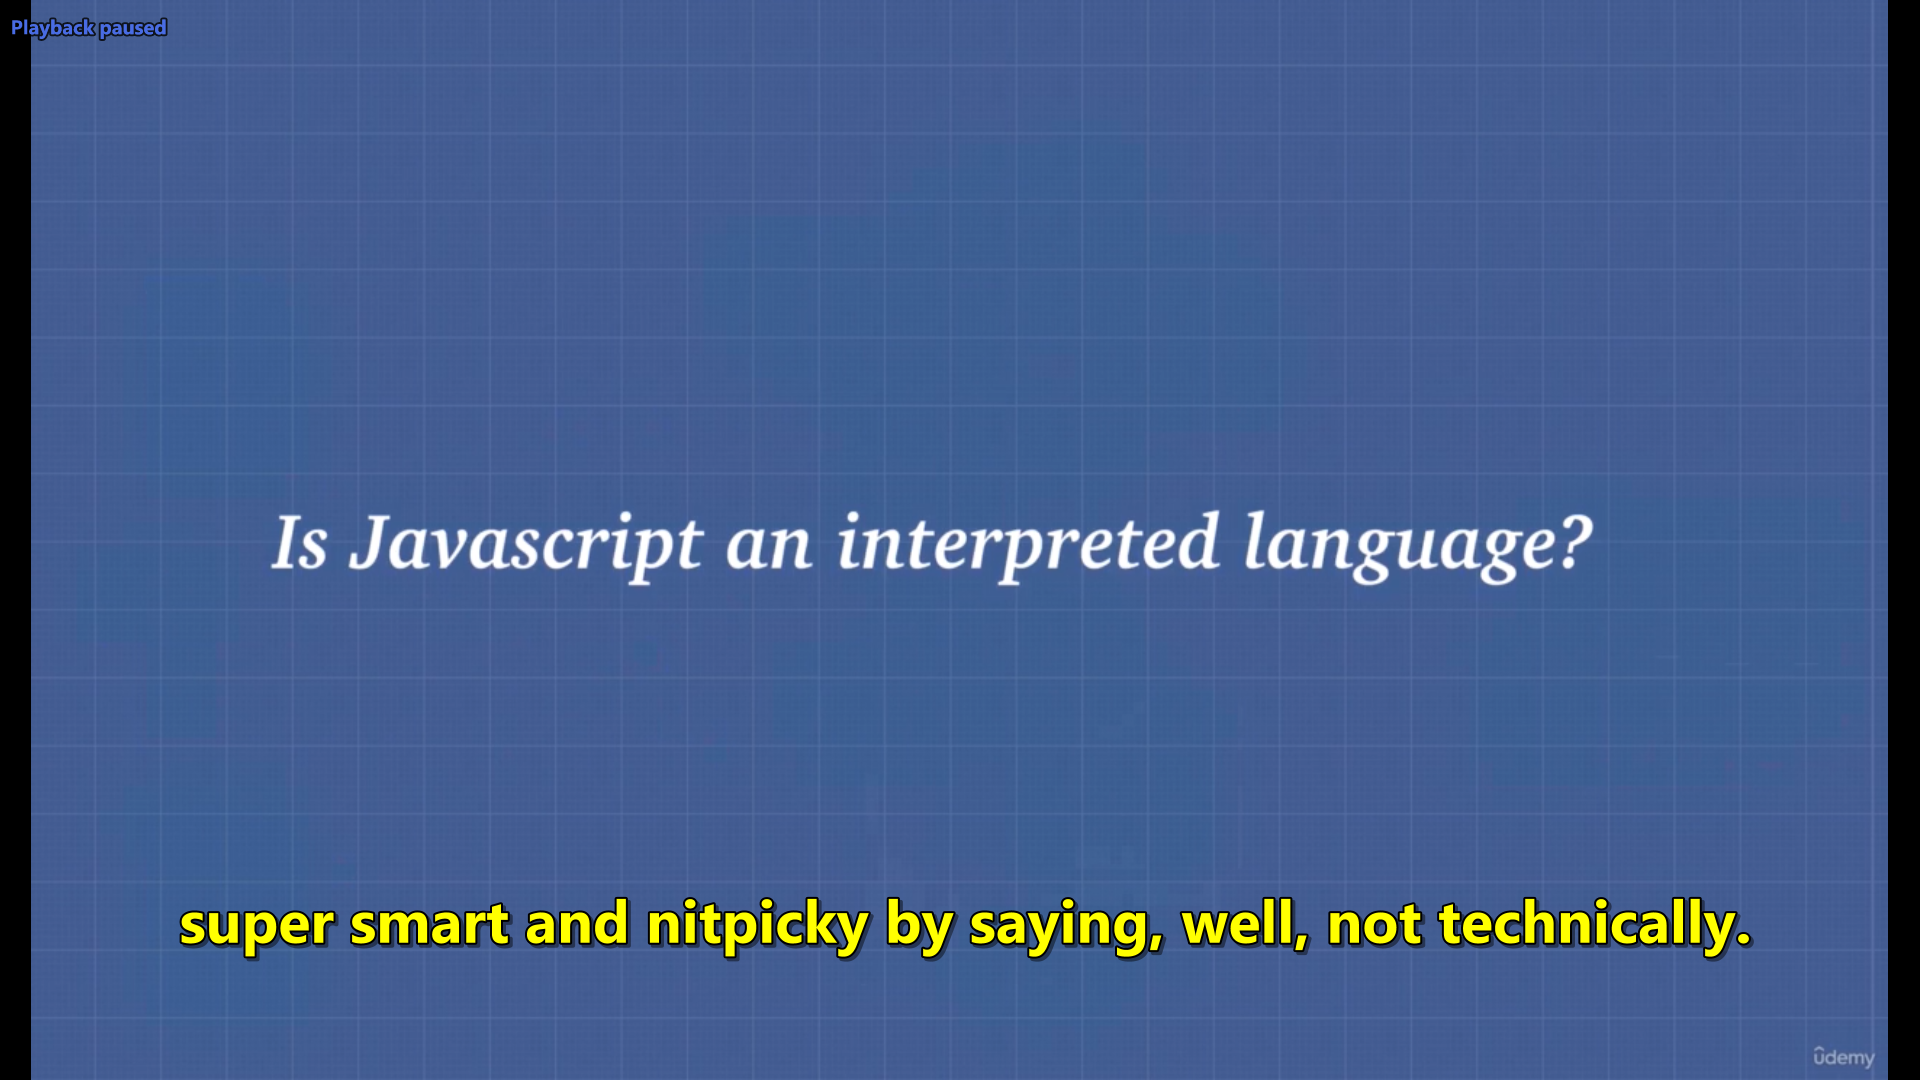 Playback paused
Is Javascript an interpreted language?
super smart and nitpicky by saying, well, not technically.
ûdemy